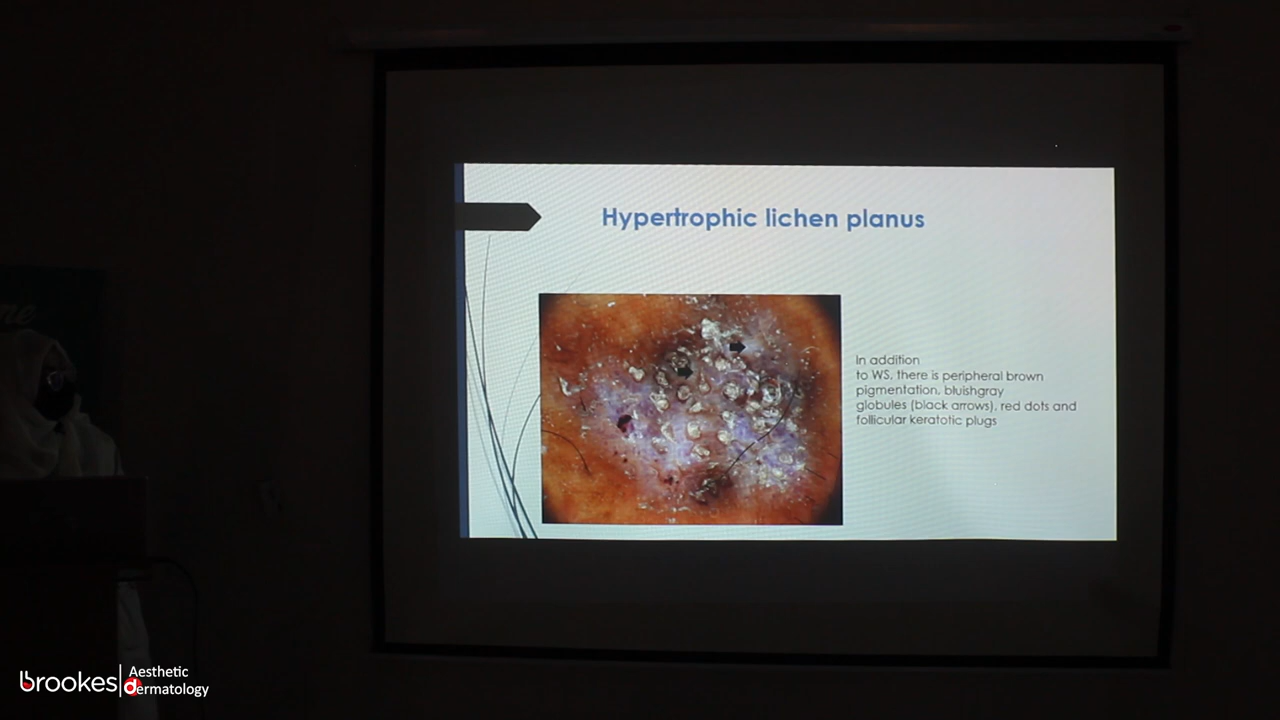 Hypertrophic lichen planus
In addition
to WS, there is peripheral brown
pigmentation, bluishgray
globules (black arrows), red dots and
follicular keratotic plugs
brookes
Aesthetic
dermatology